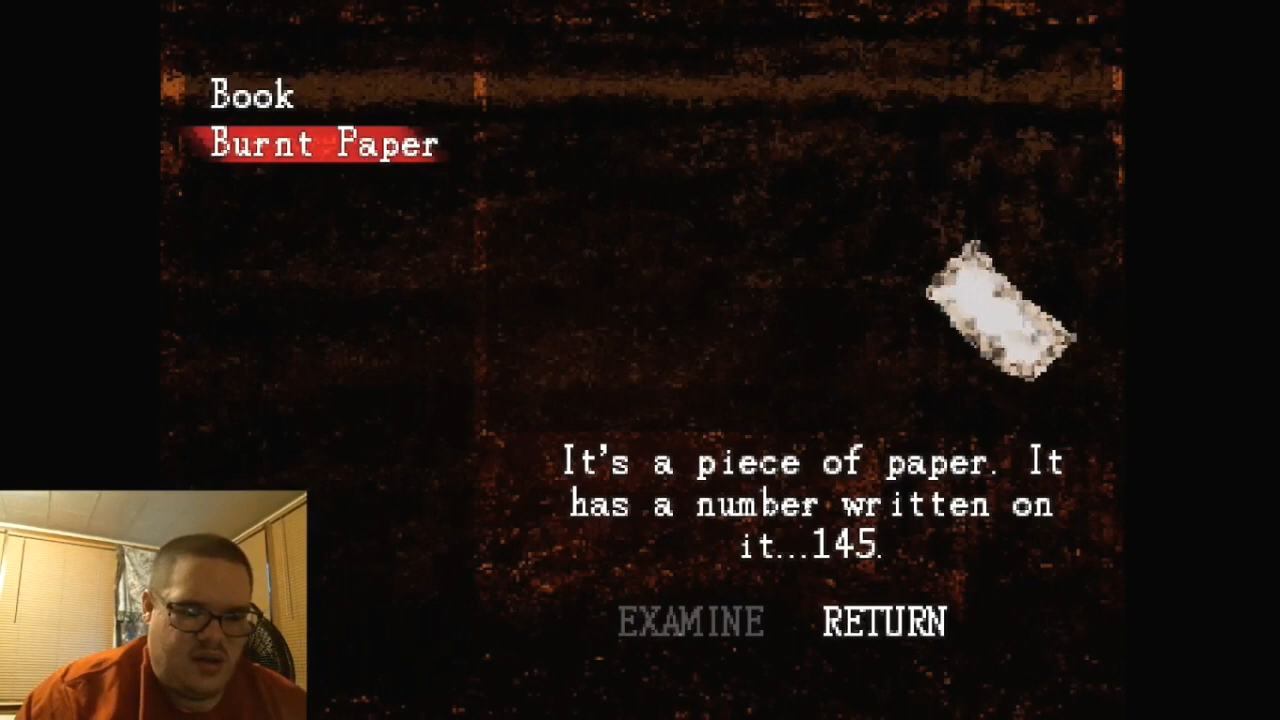 Book
Burnt Paper
It's a piece of paper. It
has a number written on
it...145.
EXAMINE RETURN